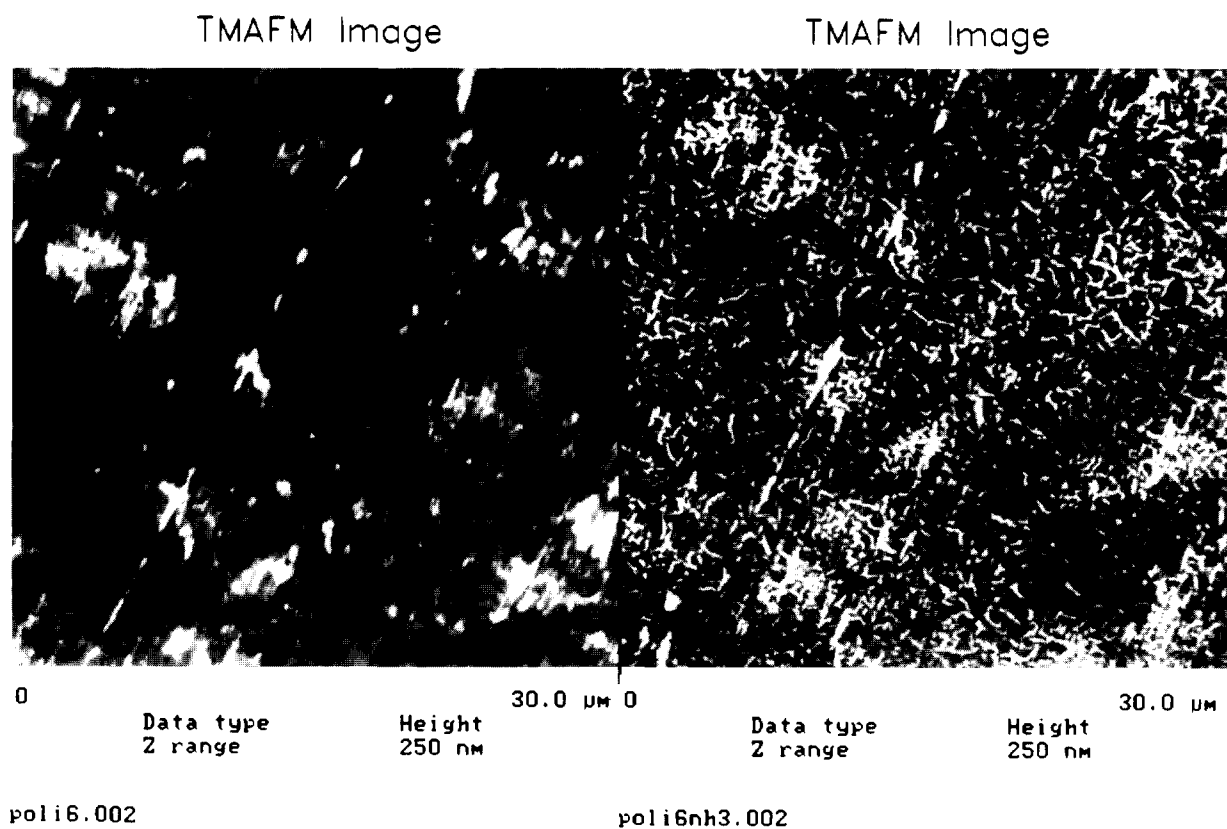 TMAFM Image
TMAFM Image
0
30.0 µm
0
30.0 µm
Data type
Height
Z range
250 nm
Data type
Height
Z range
250 nm
poli6.002
poli6nh3.002